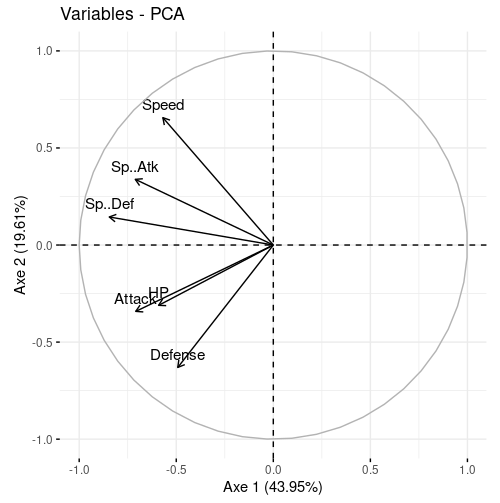 Variables - PCA
1.0
Speed
0.5
Sp..Atk
Sp..Def
0.0
HP
Attack
-0.5
Defense
-1.0
-1.0
-0.5
0.0
0.5
1.0
Axe 1 (43.95%)
Axe 2 (19.61%)